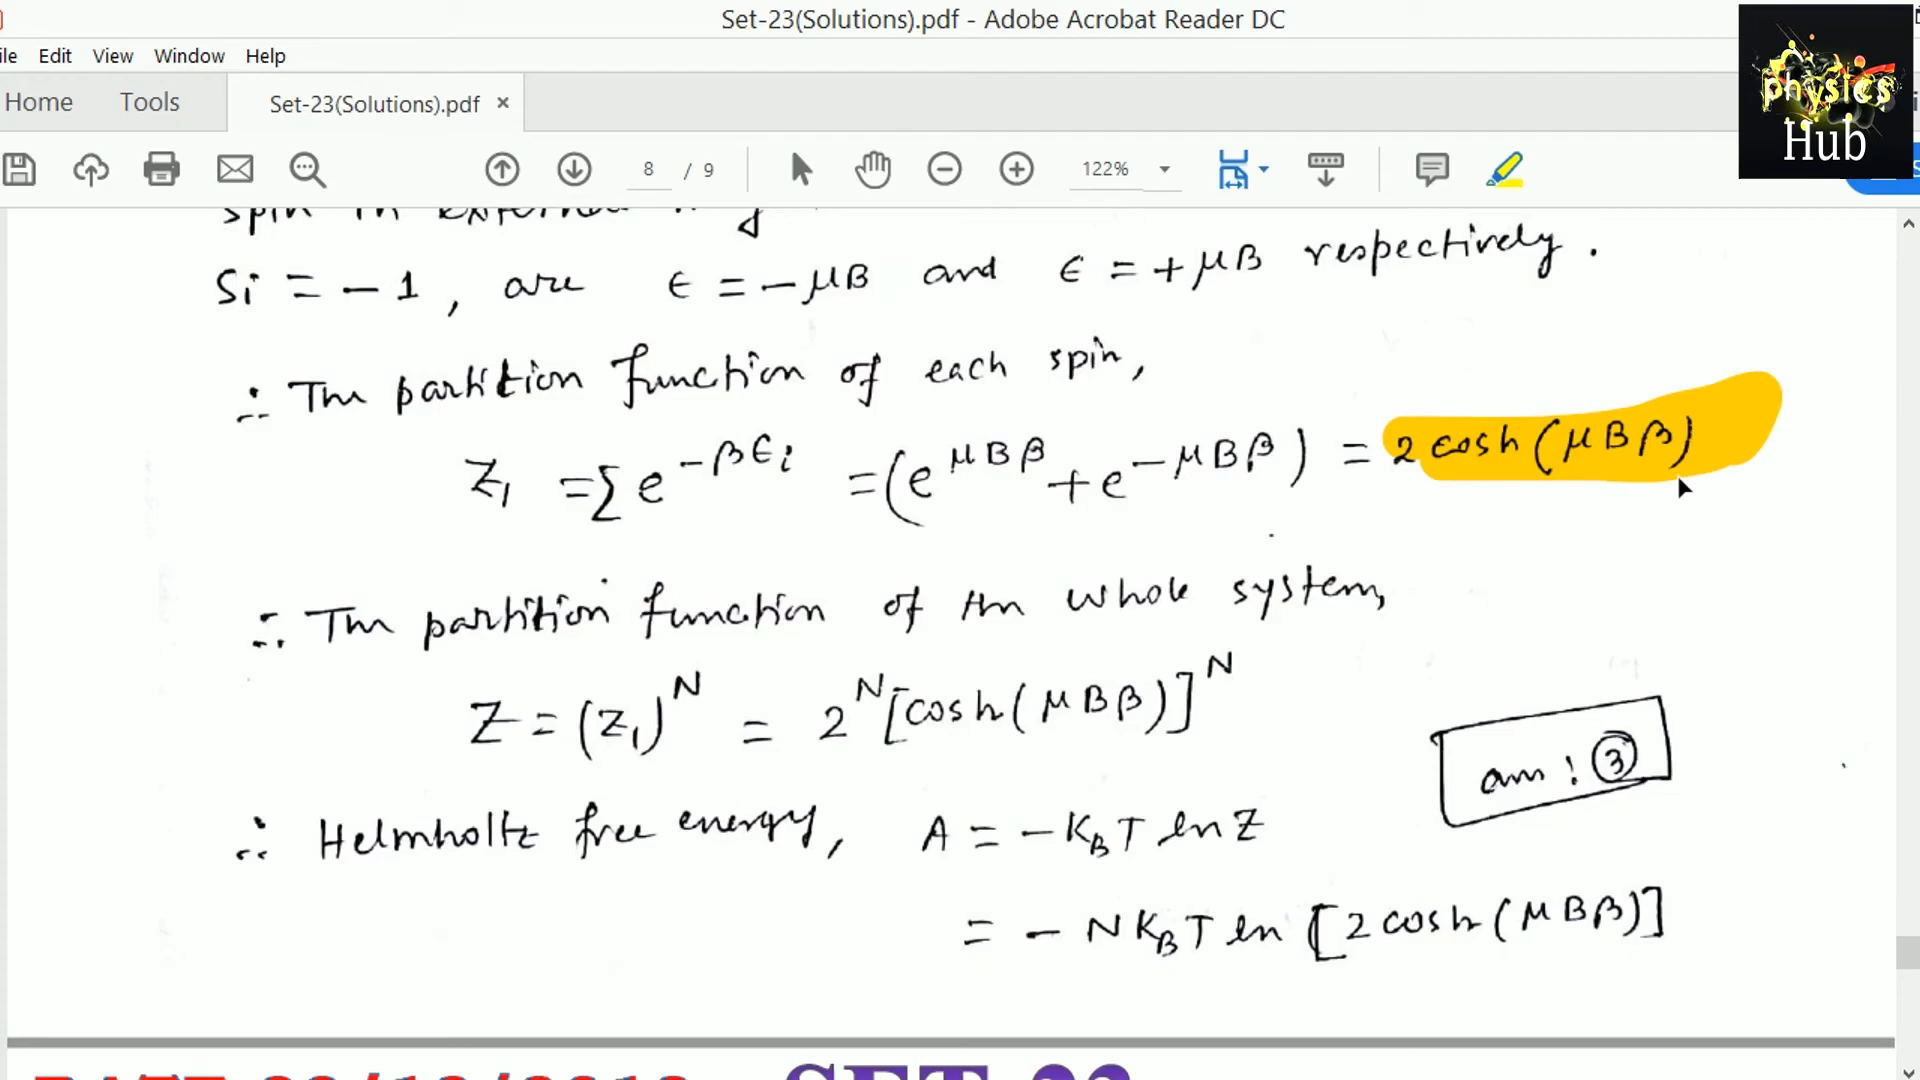 Set-23(Solutions).pdf - Adobe Acrobat Reader DC
ile Edit View Window Help
Home Tools Set-23(Solutions).pdf ×
physics
Hub
8 / 9 122%
spin in
Si = - 1 , are ϵ = - μB and ϵ = + μB respectively .
∴ The partition function of each spin,
Z₁ = ∑ e^{-βϵi} = (e^{μBβ} + e^{-μBβ}) = 2 cosh (μBβ)
∴ The partition function of the whole system,
Z = (Z₁)^N = 2^N [cosh (μBβ)]^N
ans : ③
∴ Helmholtz free energy, A = - K_B T ln Z
= - N K_B T ln [2 cosh (μBβ)]